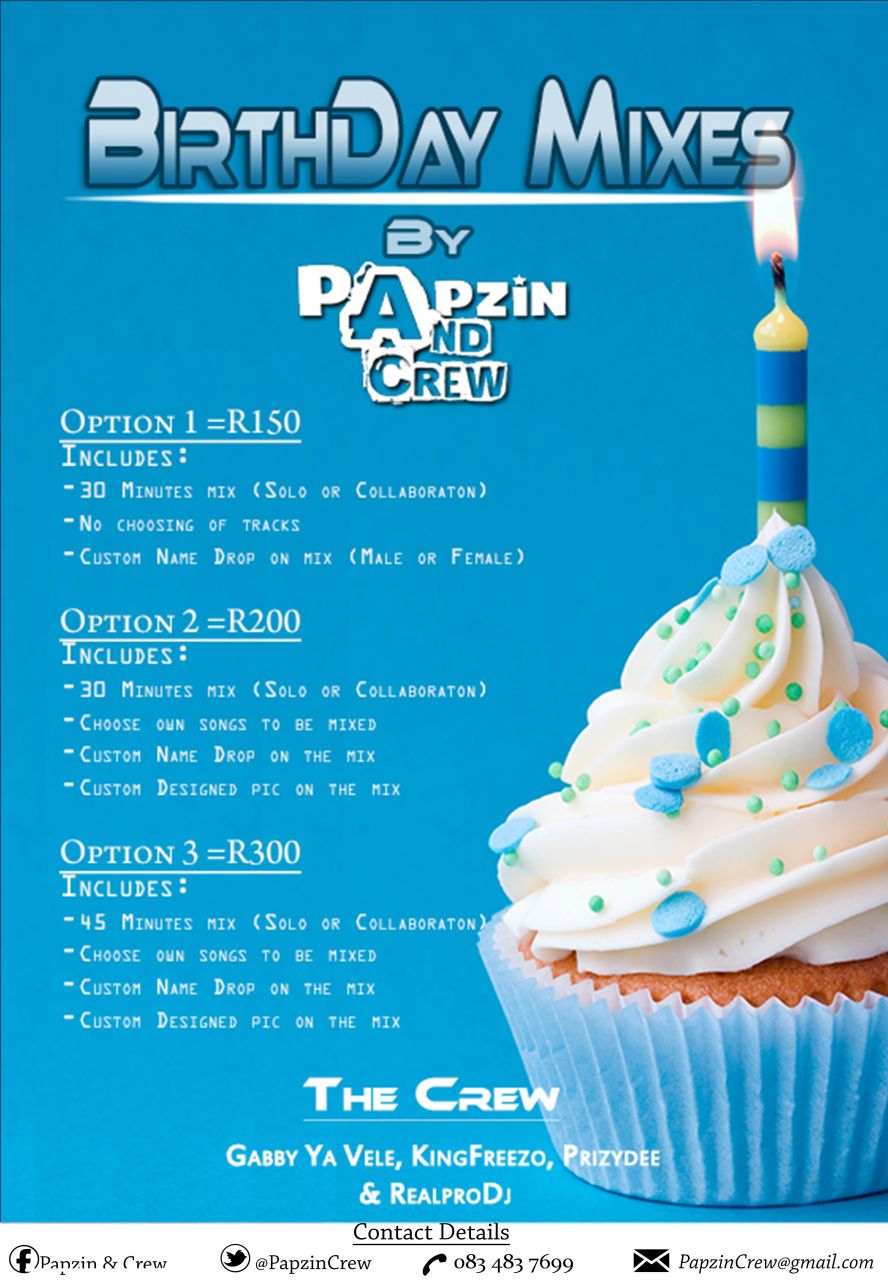 BirthDay Mixes
By
Papzin
And
Crew
Option 1 =R150
Includes:
-30 Minutes mix (Solo or Collaboraton)
-No choosing of tracks
-Custom Name Drop on mix (Male or Female)
Option 2 =R200
Includes:
-30 Minutes mix (Solo or Collaboraton)
-Choose own songs to be mixed
-Custom Name Drop on the mix
-Custom Designed pic on the mix
Option 3 =R300
Includes:
-45 Minutes mix (Solo or Collaboraton)
-Choose own songs to be mixed
-Custom Name Drop on the mix
-Custom Designed pic on the mix
The Crew
Gabby Ya Vele, KingFreezo, Prizydee
& RealproDj
Contact Details
Papzin & Crew @PapzinCrew 083 483 7699 PapzinCrew@gmail.com